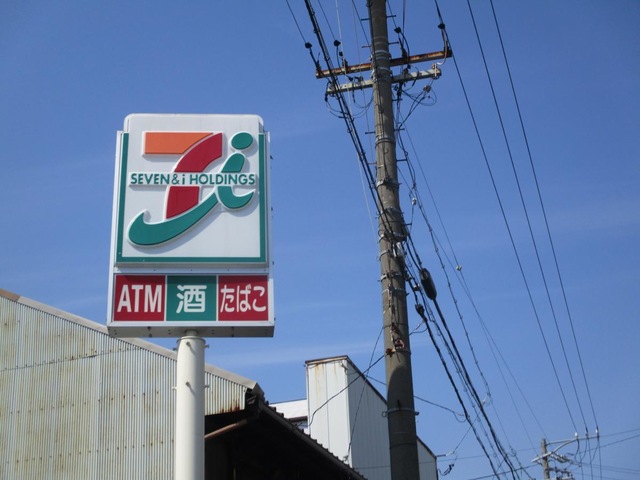 SEVEN&i HOLDINGS
ATM 酒 たばこ